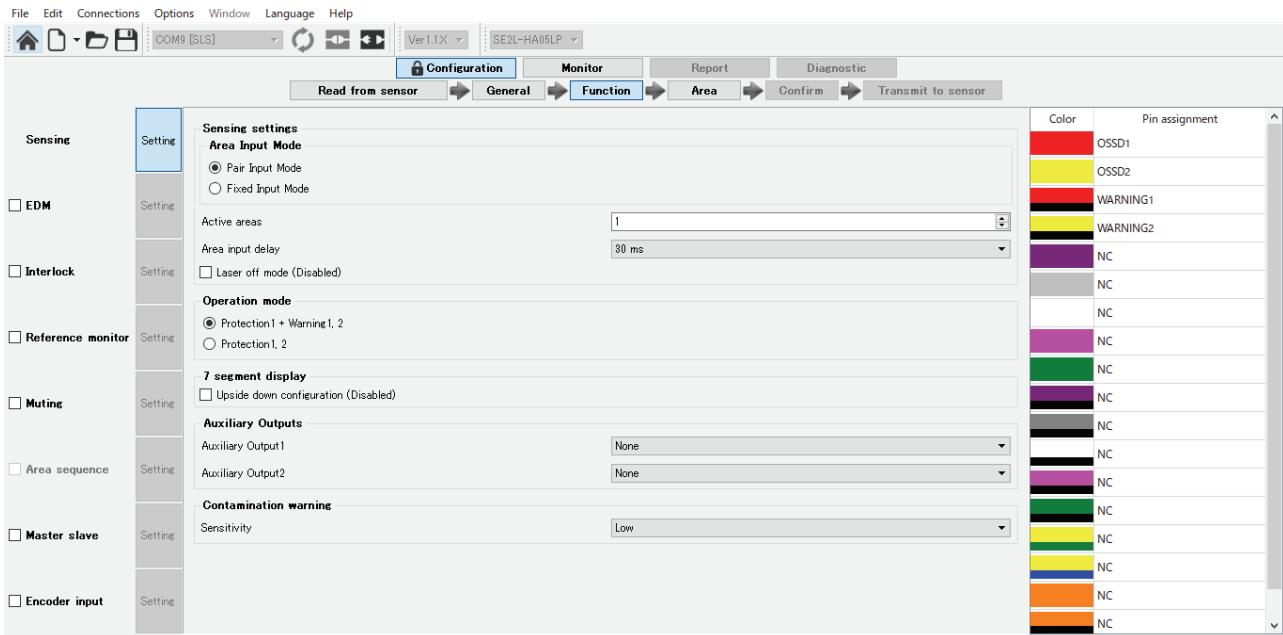 File Edit Connections Options Window Language Help
COM9 [SLS] Ver1.1X SE2L-HA05LP
Configuration Monitor Report Diagnostic
Read from sensor General Function Area Confirm Transmit to sensor
Sensing Setting
EDM Setting
Interlock Setting
Reference monitor Setting
Muting Setting
Area sequence Setting
Master slave Setting
Encoder input Setting
Sensing settings
Area Input Mode
Pair Input Mode
Fixed Input Mode
Active areas 1
Area input delay 30 ms
Laser off mode (Disabled)
Operation mode
Protection1 + Warning1, 2
Protection1, 2
7 segment display
Upside down configuration (Disabled)
Auxiliary Outputs
Auxiliary Output1 None
Auxiliary Output2 None
Contamination warning
Sensitivity Low
Color Pin assignment
OSSD1
OSSD2
WARNING1
WARNING2
NC
NC
NC
NC
NC
NC
NC
NC
NC
NC
NC
NC
NC
NC